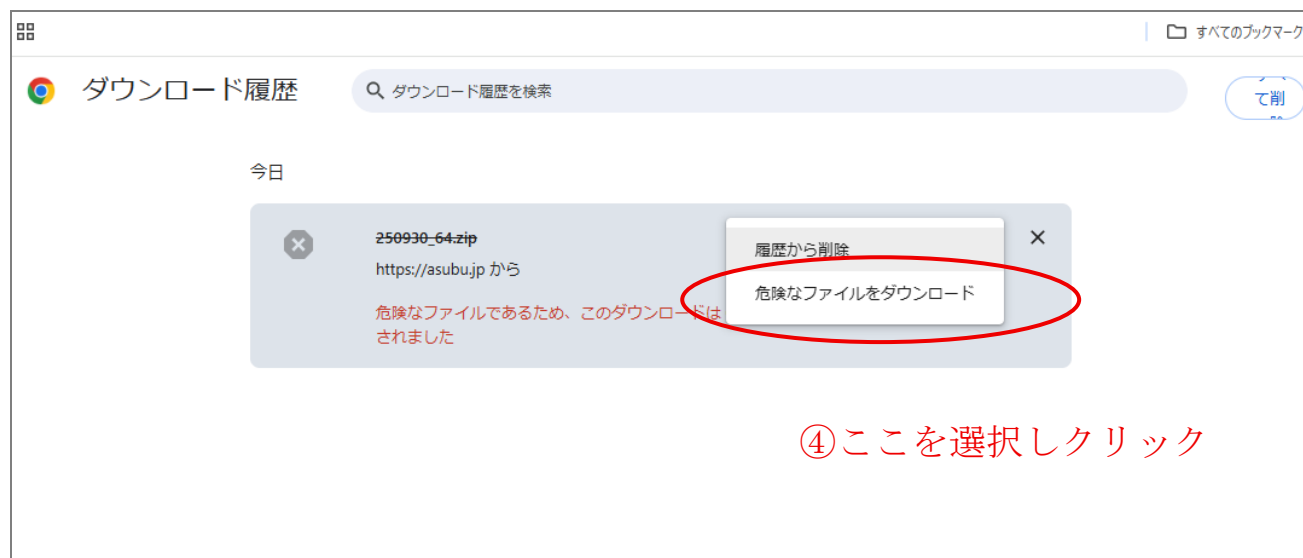 すべてのブックマーク
ダウンロード履歴
ダウンロード履歴を検索
て削
今日
250930_64.zip
https://asubu.jp から
履歴から削除
危険なファイルをダウンロード
危険なファイルであるため、このダウンロードは
されました
④ここを選択しクリック